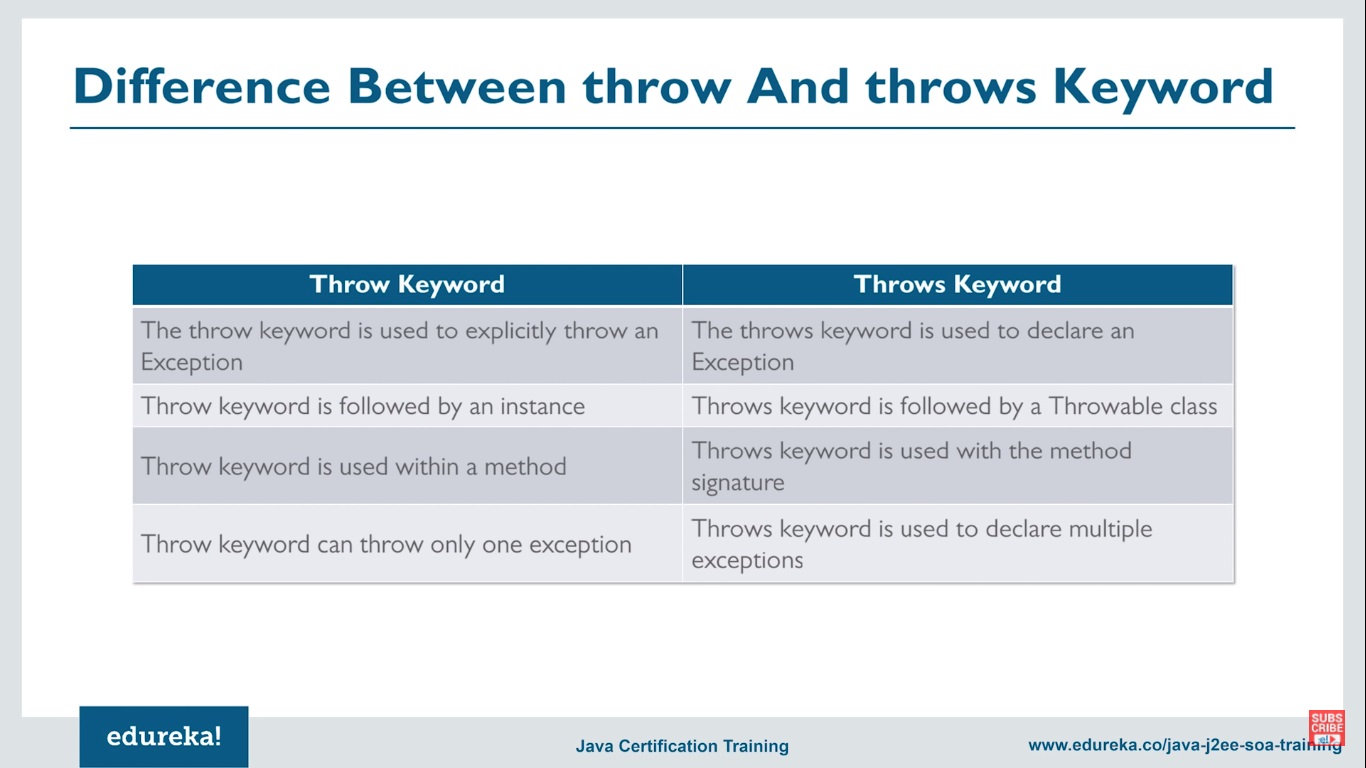 Difference Between throw And throws Keyword
Throw Keyword
Throws Keyword
The throw keyword is used to explicitly throw an
Exception
The throws keyword is used to declare an
Exception
Throw keyword is followed by an instance
Throws keyword is followed by a Throwable class
Throw keyword is used within a method
Throws keyword is used with the method
signature
Throw keyword can throw only one exception
Throws keyword is used to declare multiple
exceptions
edureka!
Java Certification Training
www.edureka.co/java-j2ee-soa-training
SUBS
CRIBE